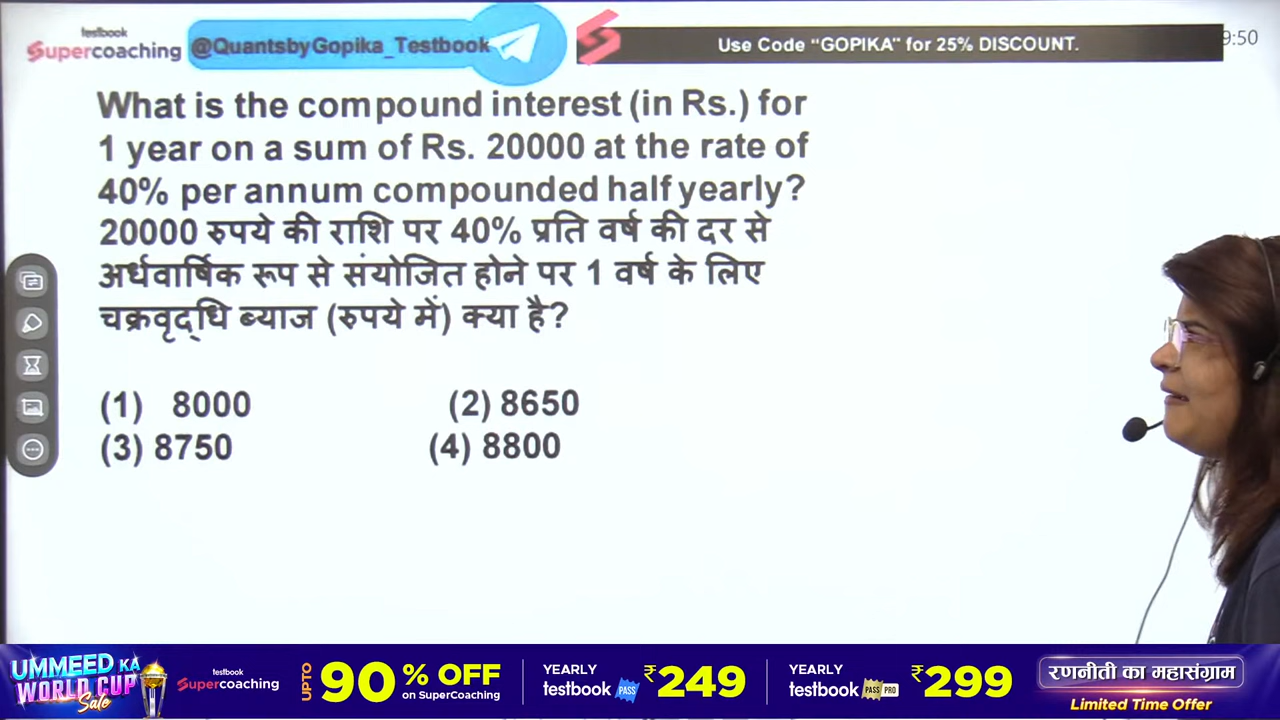 testbook
Supercoaching
@QuantsbyGopika_Testbook
Use Code “GOPIKA” for 25% DISCOUNT.
9:50
What is the compound interest (in Rs.) for
1 year on a sum of Rs. 20000 at the rate of
40% per annum compounded half yearly?
20000 रुपये की राशि पर 40% प्रति वर्ष की दर से
अर्धवार्षिक रूप से संयोजित होने पर 1 वर्ष के लिए
चक्रवृद्धि ब्याज (रुपये में) क्या है?
(1) 8000 (2) 8650
(3) 8750 (4) 8800
UMMEED KA
WORLD CUP
Sale
testbook
Supercoaching
UPTO 90% OFF
on SuperCoaching
YEARLY
testbook PASS ₹249
YEARLY
testbook PASS PRO ₹299
रणनीती का महासंग्राम
Limited Time Offer